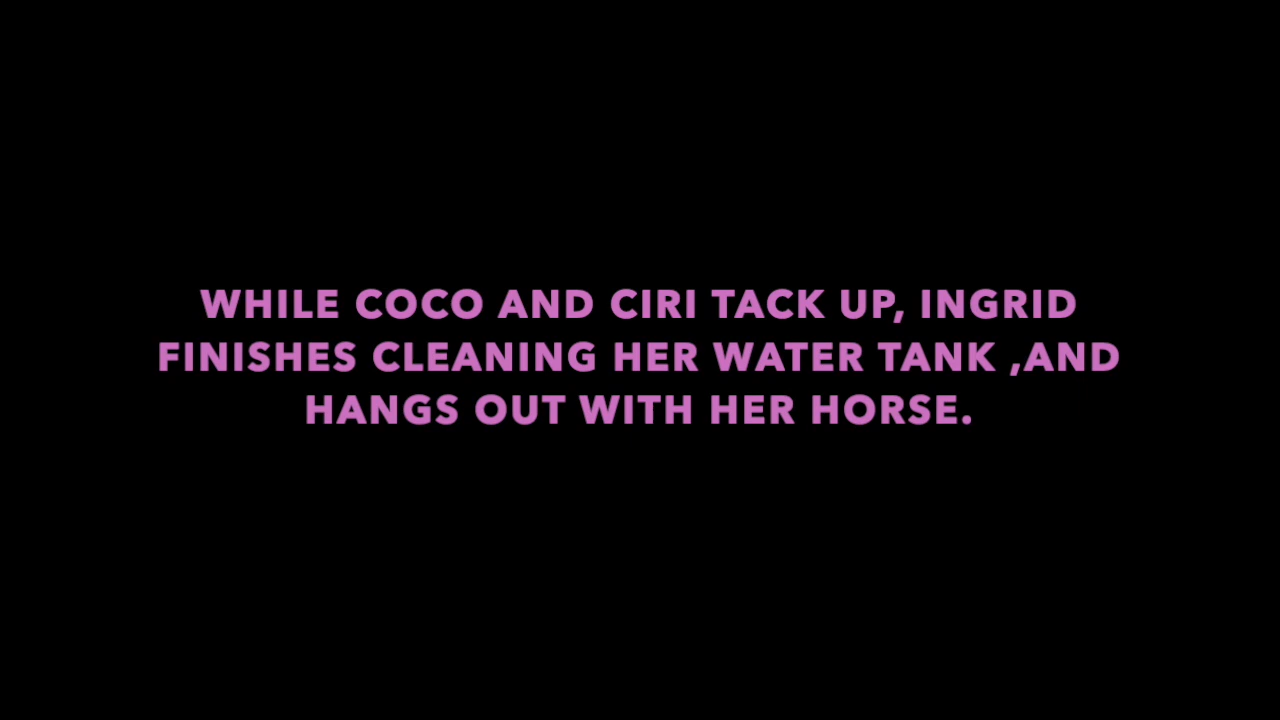 WHILE COCO AND CIRI TACK UP, INGRID
FINISHES CLEANING HER WATER TANK ,AND
HANGS OUT WITH HER HORSE.